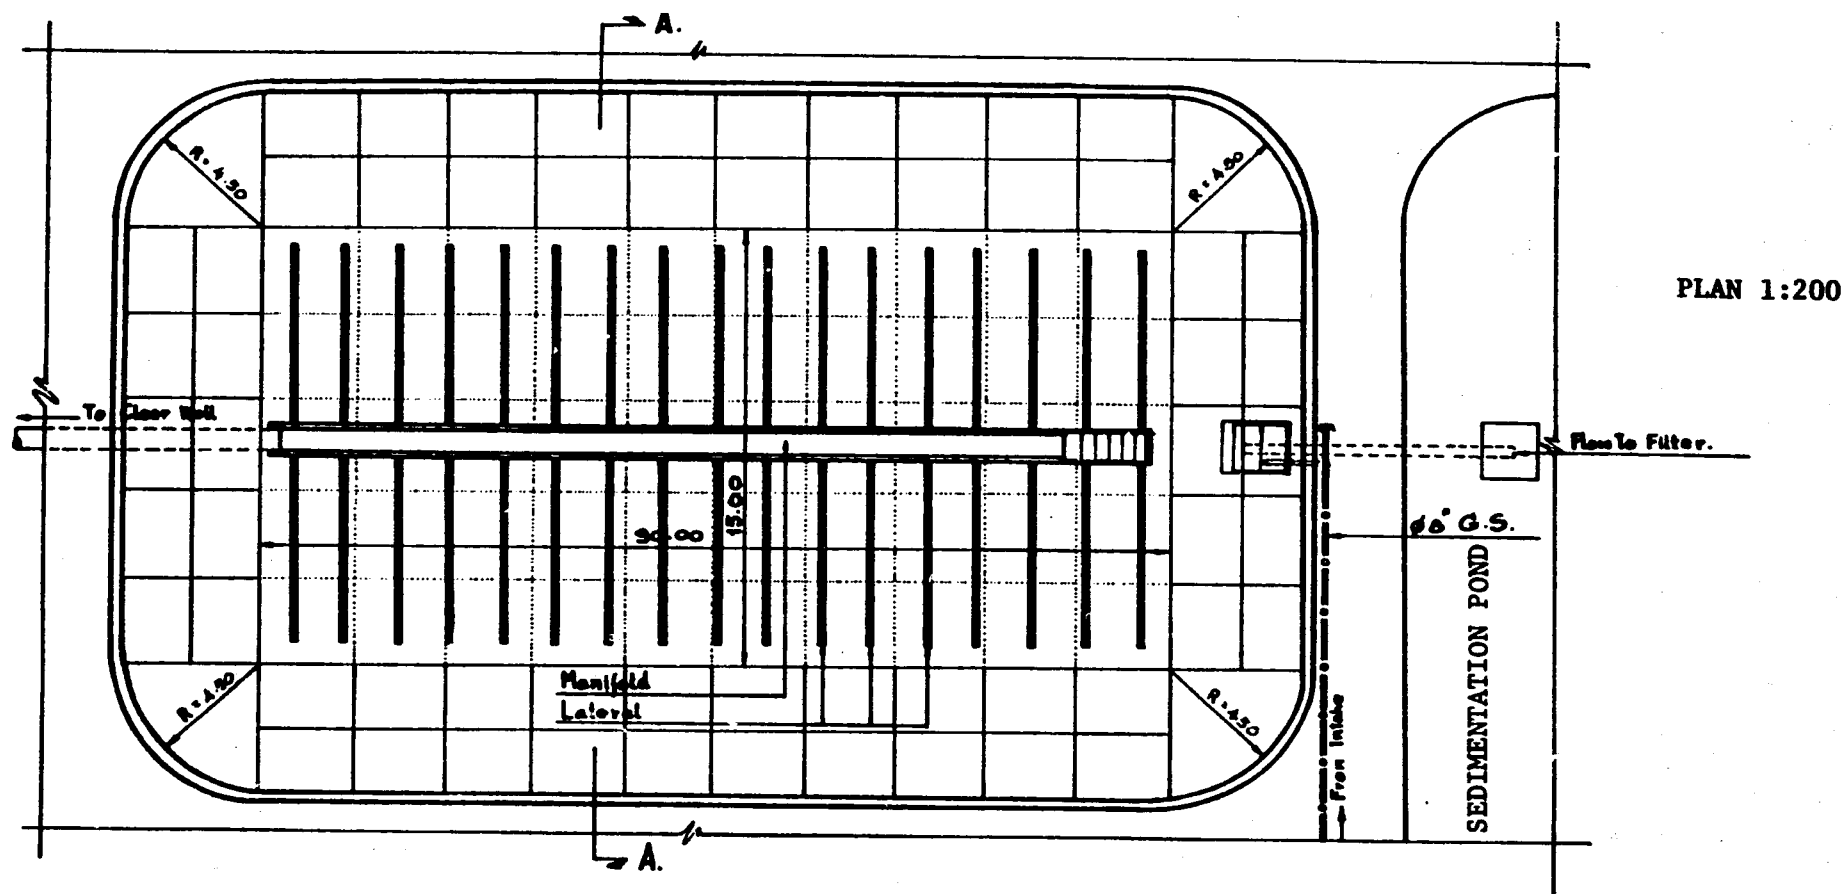 A.
R=4.50
R=4.50
PLAN 1:200
To Clear Well
Flow To Filter.
15.00
30.00
ø8" G.S.
SEDIMENTATION POND
Manifold
Lateral
R=4.50
R=4.50
From Intake
A.